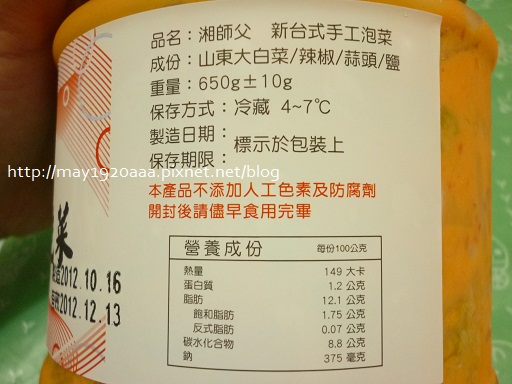 品名：湘師父　新台式手工泡菜
成份：山東大白菜/辣椒/蒜頭/鹽
重量：650g±10g
保存方式：冷藏 4~7℃
製造日期：
保存期限：
標示於包裝上
http://may1920aaa.pixnet.net/blog
本產品不添加人工色素及防腐劑
開封後請儘早食用完畢
營養成份 每份100公克
熱量 149 大卡
蛋白質 1.2 公克
脂肪 12.1 公克
飽和脂肪 1.75 公克
反式脂肪 0.07 公克
碳水化合物 8.8 公克
鈉 375 毫克
菜
2012.10.16
2012.12.13